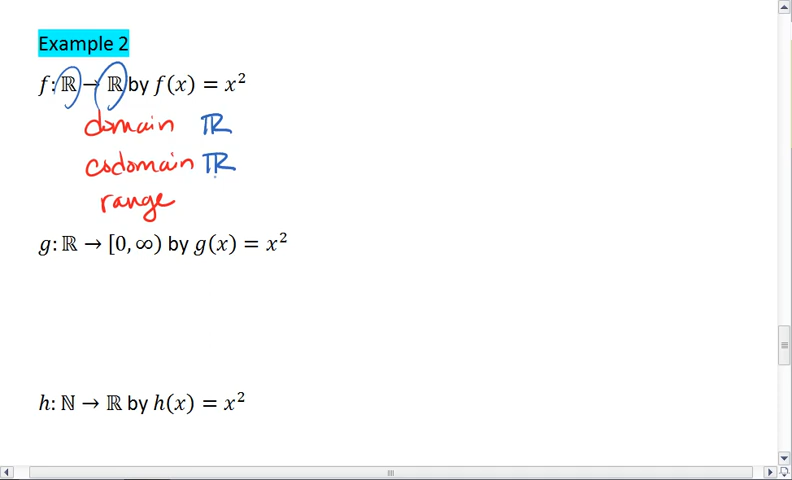 Example 2
f: ℝ → ℝ by f(x) = x²
domain ℝ
codomain ℝ
range
g: ℝ → [0, ∞) by g(x) = x²
h: ℕ → ℝ by h(x) = x²